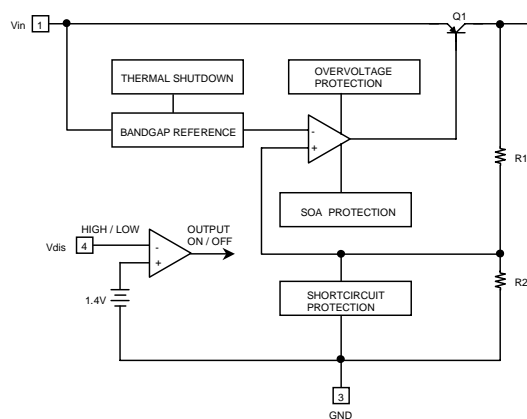 Q1
Vin
1
THERMAL SHUTDOWN
OVERVOLTAGE
PROTECTION
BANDGAP REFERENCE
-
+
R1
SOA PROTECTION
HIGH / LOW
OUTPUT
ON / OFF
Vdis
4
-
+
1.4V
SHORTCIRCUIT
PROTECTION
R2
3
GND